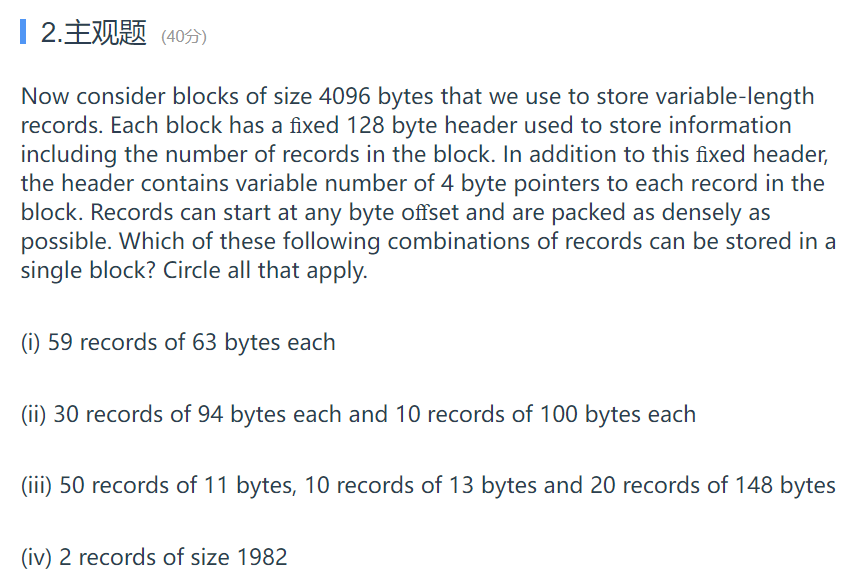 2.主观题 (40分)
Now consider blocks of size 4096 bytes that we use to store variable-length
records. Each block has a fixed 128 byte header used to store information
including the number of records in the block. In addition to this fixed header,
the header contains variable number of 4 byte pointers to each record in the
block. Records can start at any byte offset and are packed as densely as
possible. Which of these following combinations of records can be stored in a
single block? Circle all that apply.
(i) 59 records of 63 bytes each
(ii) 30 records of 94 bytes each and 10 records of 100 bytes each
(iii) 50 records of 11 bytes, 10 records of 13 bytes and 20 records of 148 bytes
(iv) 2 records of size 1982